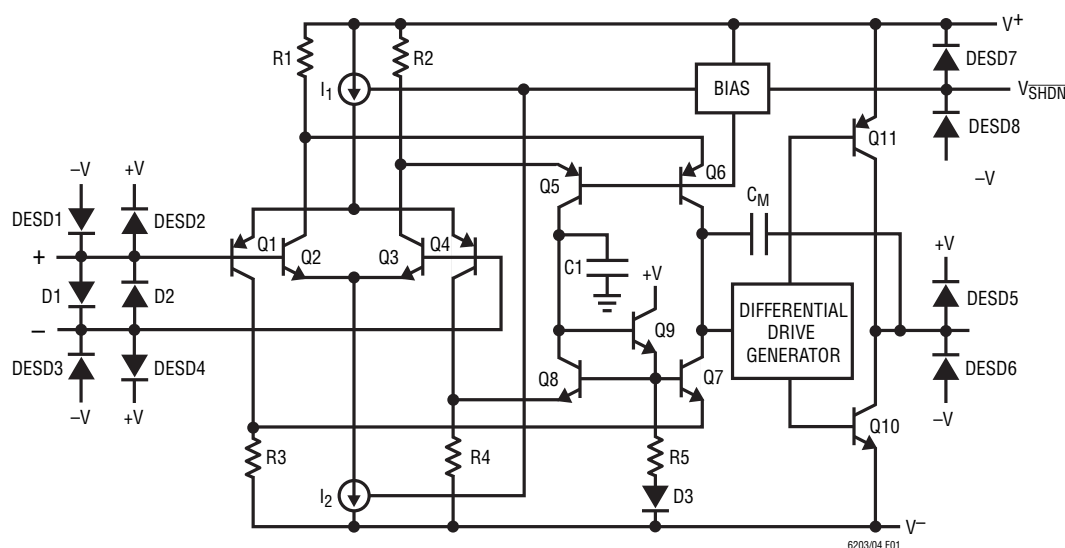 V+
R1
R2
DESD7
I1
BIAS
VSHDN
DESD8
Q11
–V
+V
Q5
Q6
–V
CM
DESD1
DESD2
Q1
Q2
Q3
Q4
+
C1
+V
+V
D1
D2
DESD5
–
Q9
DIFFERENTIAL
DRIVE
GENERATOR
DESD3
DESD4
Q8
Q7
DESD6
–V
+V
–V
Q10
R3
R4
R5
I2
D3
V–
6203/04 F01